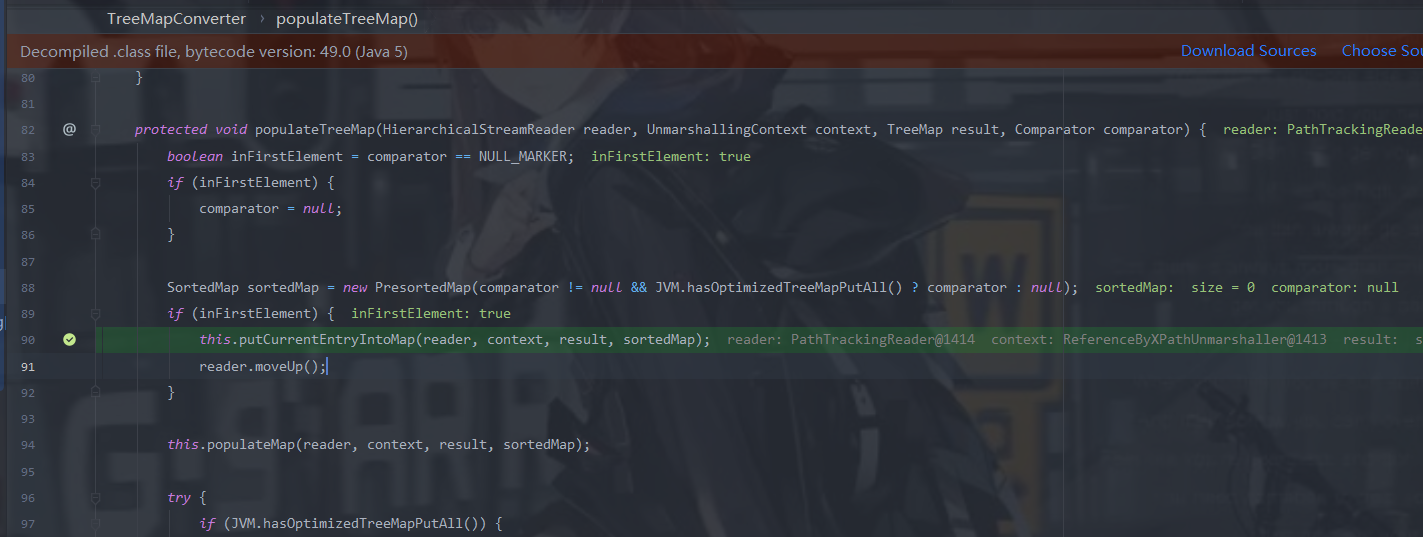 TreeMapConverter › populateTreeMap()
Decompiled .class file, bytecode version: 49.0 (Java 5) Download Sources Choose Sou
80 }
81
82 @ protected void populateTreeMap(HierarchicalStreamReader reader, UnmarshallingContext context, TreeMap result, Comparator comparator) { reader: PathTrackingReade
83 boolean inFirstElement = comparator == NULL_MARKER; inFirstElement: true
84 if (inFirstElement) {
85 comparator = null;
86 }
87
88 SortedMap sortedMap = new PresortedMap(comparator != null && JVM.hasOptimizedTreeMapPutAll() ? comparator : null); sortedMap: size = 0 comparator: null
89 if (inFirstElement) { inFirstElement: true
90 this.putCurrentEntryIntoMap(reader, context, result, sortedMap); reader: PathTrackingReader@1414 context: ReferenceByXPathUnmarshaller@1413 result: s
91 reader.moveUp();
92 }
93
94 this.populateMap(reader, context, result, sortedMap);
95
96 try {
97 if (JVM.hasOptimizedTreeMapPutAll()) {